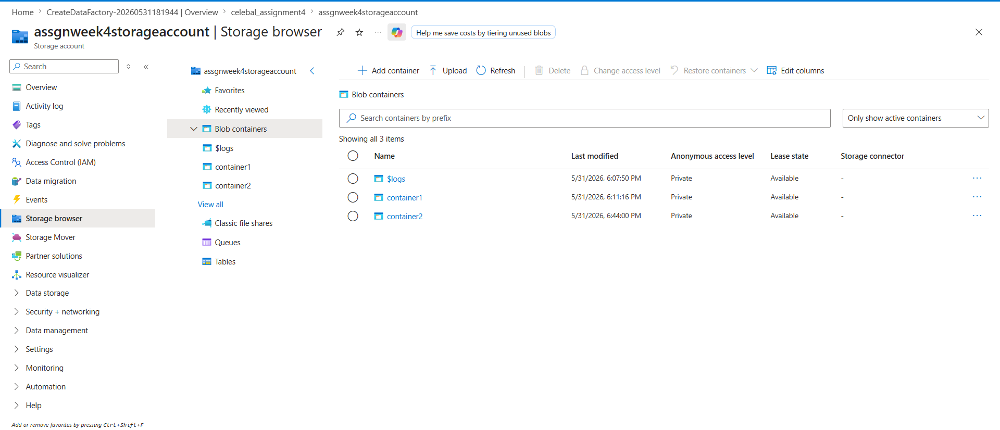 Home > CreateDataFactory-20260531181944 | Overview > celebal_assignment4 > assgnweek4storageaccount
assgnweek4storageaccount | Storage browser
Help me save costs by tiering unused blobs
Storage account
Search
Overview
Activity log
Tags
Diagnose and solve problems
Access Control (IAM)
Data migration
Events
Storage browser
Storage Mover
Partner solutions
Resource visualizer
Data storage
Security + networking
Data management
Settings
Monitoring
Automation
Help
Add or remove favorites by pressing Ctrl+Shift+F
assgnweek4storageaccount
Favorites
Recently viewed
Blob containers
$logs
container1
container2
View all
Classic file shares
Queues
Tables
Add container Upload Refresh Delete Change access level Restore containers Edit columns
Blob containers
Search containers by prefix Only show active containers
Showing all 3 items
Name Last modified Anonymous access level Lease state Storage connector
$logs 5/31/2026, 6:07:50 PM Private Available -
container1 5/31/2026, 6:11:16 PM Private Available -
container2 5/31/2026, 6:44:00 PM Private Available -